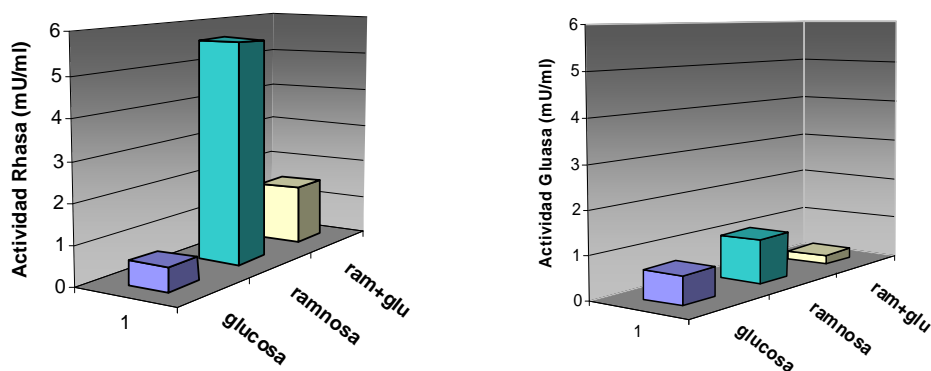 Actividad Rhasa (mU/ml)
6
5
4
3
2
1
0
1
glucosa
ramnosa
ram+glu
Actividad Gluasa (mU/ml)
6
5
4
3
2
1
0
1
glucosa
ramnosa
ram+glu